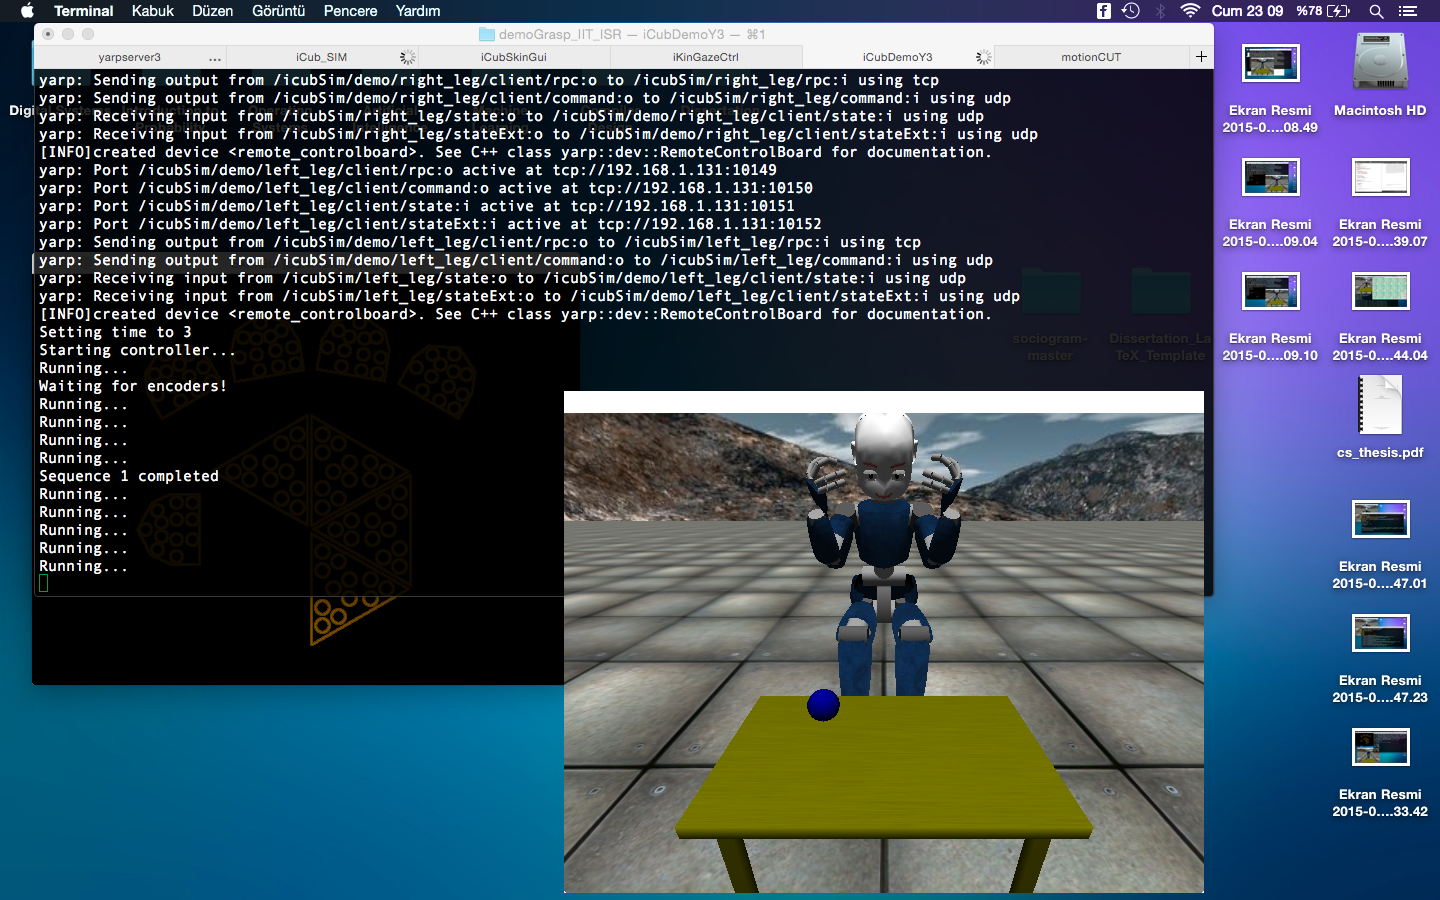 Terminal Kabuk Düzen Görüntü Pencere Yardım Cum 23 09 %78
demoGrasp_IIT_ISR — iCubDemoY3 — ⌘1
yarpserver3 ... iCub_SIM iCubSkinGui iKinGazeCtrl iCubDemoY3 motionCUT +
yarp: Sending output from /icubSim/demo/right_leg/client/rpc:o to /icubSim/right_leg/rpc:i using tcp
yarp: Sending output from /icubSim/demo/right_leg/client/command:o to /icubSim/right_leg/command:i using udp
yarp: Receiving input from /icubSim/right_leg/state:o to /icubSim/demo/right_leg/client/state:i using udp
yarp: Receiving input from /icubSim/right_leg/stateExt:o to /icubSim/demo/right_leg/client/stateExt:i using udp
[INFO]created device <remote_controlboard>. See C++ class yarp::dev::RemoteControlBoard for documentation.
yarp: Port /icubSim/demo/left_leg/client/rpc:o active at tcp://192.168.1.131:10149
yarp: Port /icubSim/demo/left_leg/client/command:o active at tcp://192.168.1.131:10150
yarp: Port /icubSim/demo/left_leg/client/state:i active at tcp://192.168.1.131:10151
yarp: Port /icubSim/demo/left_leg/client/stateExt:i active at tcp://192.168.1.131:10152
yarp: Sending output from /icubSim/demo/left_leg/client/rpc:o to /icubSim/left_leg/rpc:i using tcp
yarp: Sending output from /icubSim/demo/left_leg/client/command:o to /icubSim/left_leg/command:i using udp
yarp: Receiving input from /icubSim/left_leg/state:o to /icubSim/demo/left_leg/client/state:i using udp
yarp: Receiving input from /icubSim/left_leg/stateExt:o to /icubSim/demo/left_leg/client/stateExt:i using udp
[INFO]created device <remote_controlboard>. See C++ class yarp::dev::RemoteControlBoard for documentation.
Setting time to 3
Starting controller...
Running...
Waiting for encoders!
Running...
Running...
Running...
Running...
Sequence 1 completed
Running...
Running...
Running...
Running...
Running...
sociogram-
master
Dissertation_La
TeX_Template
Ekran Resmi
2015-0....08.49
Macintosh HD
Ekran Resmi
2015-0....09.04
Ekran Resmi
2015-0....39.07
Ekran Resmi
2015-0....09.10
Ekran Resmi
2015-0....44.04
cs_thesis.pdf
Ekran Resmi
2015-0....47.01
Ekran Resmi
2015-0....47.23
Ekran Resmi
2015-0....33.42